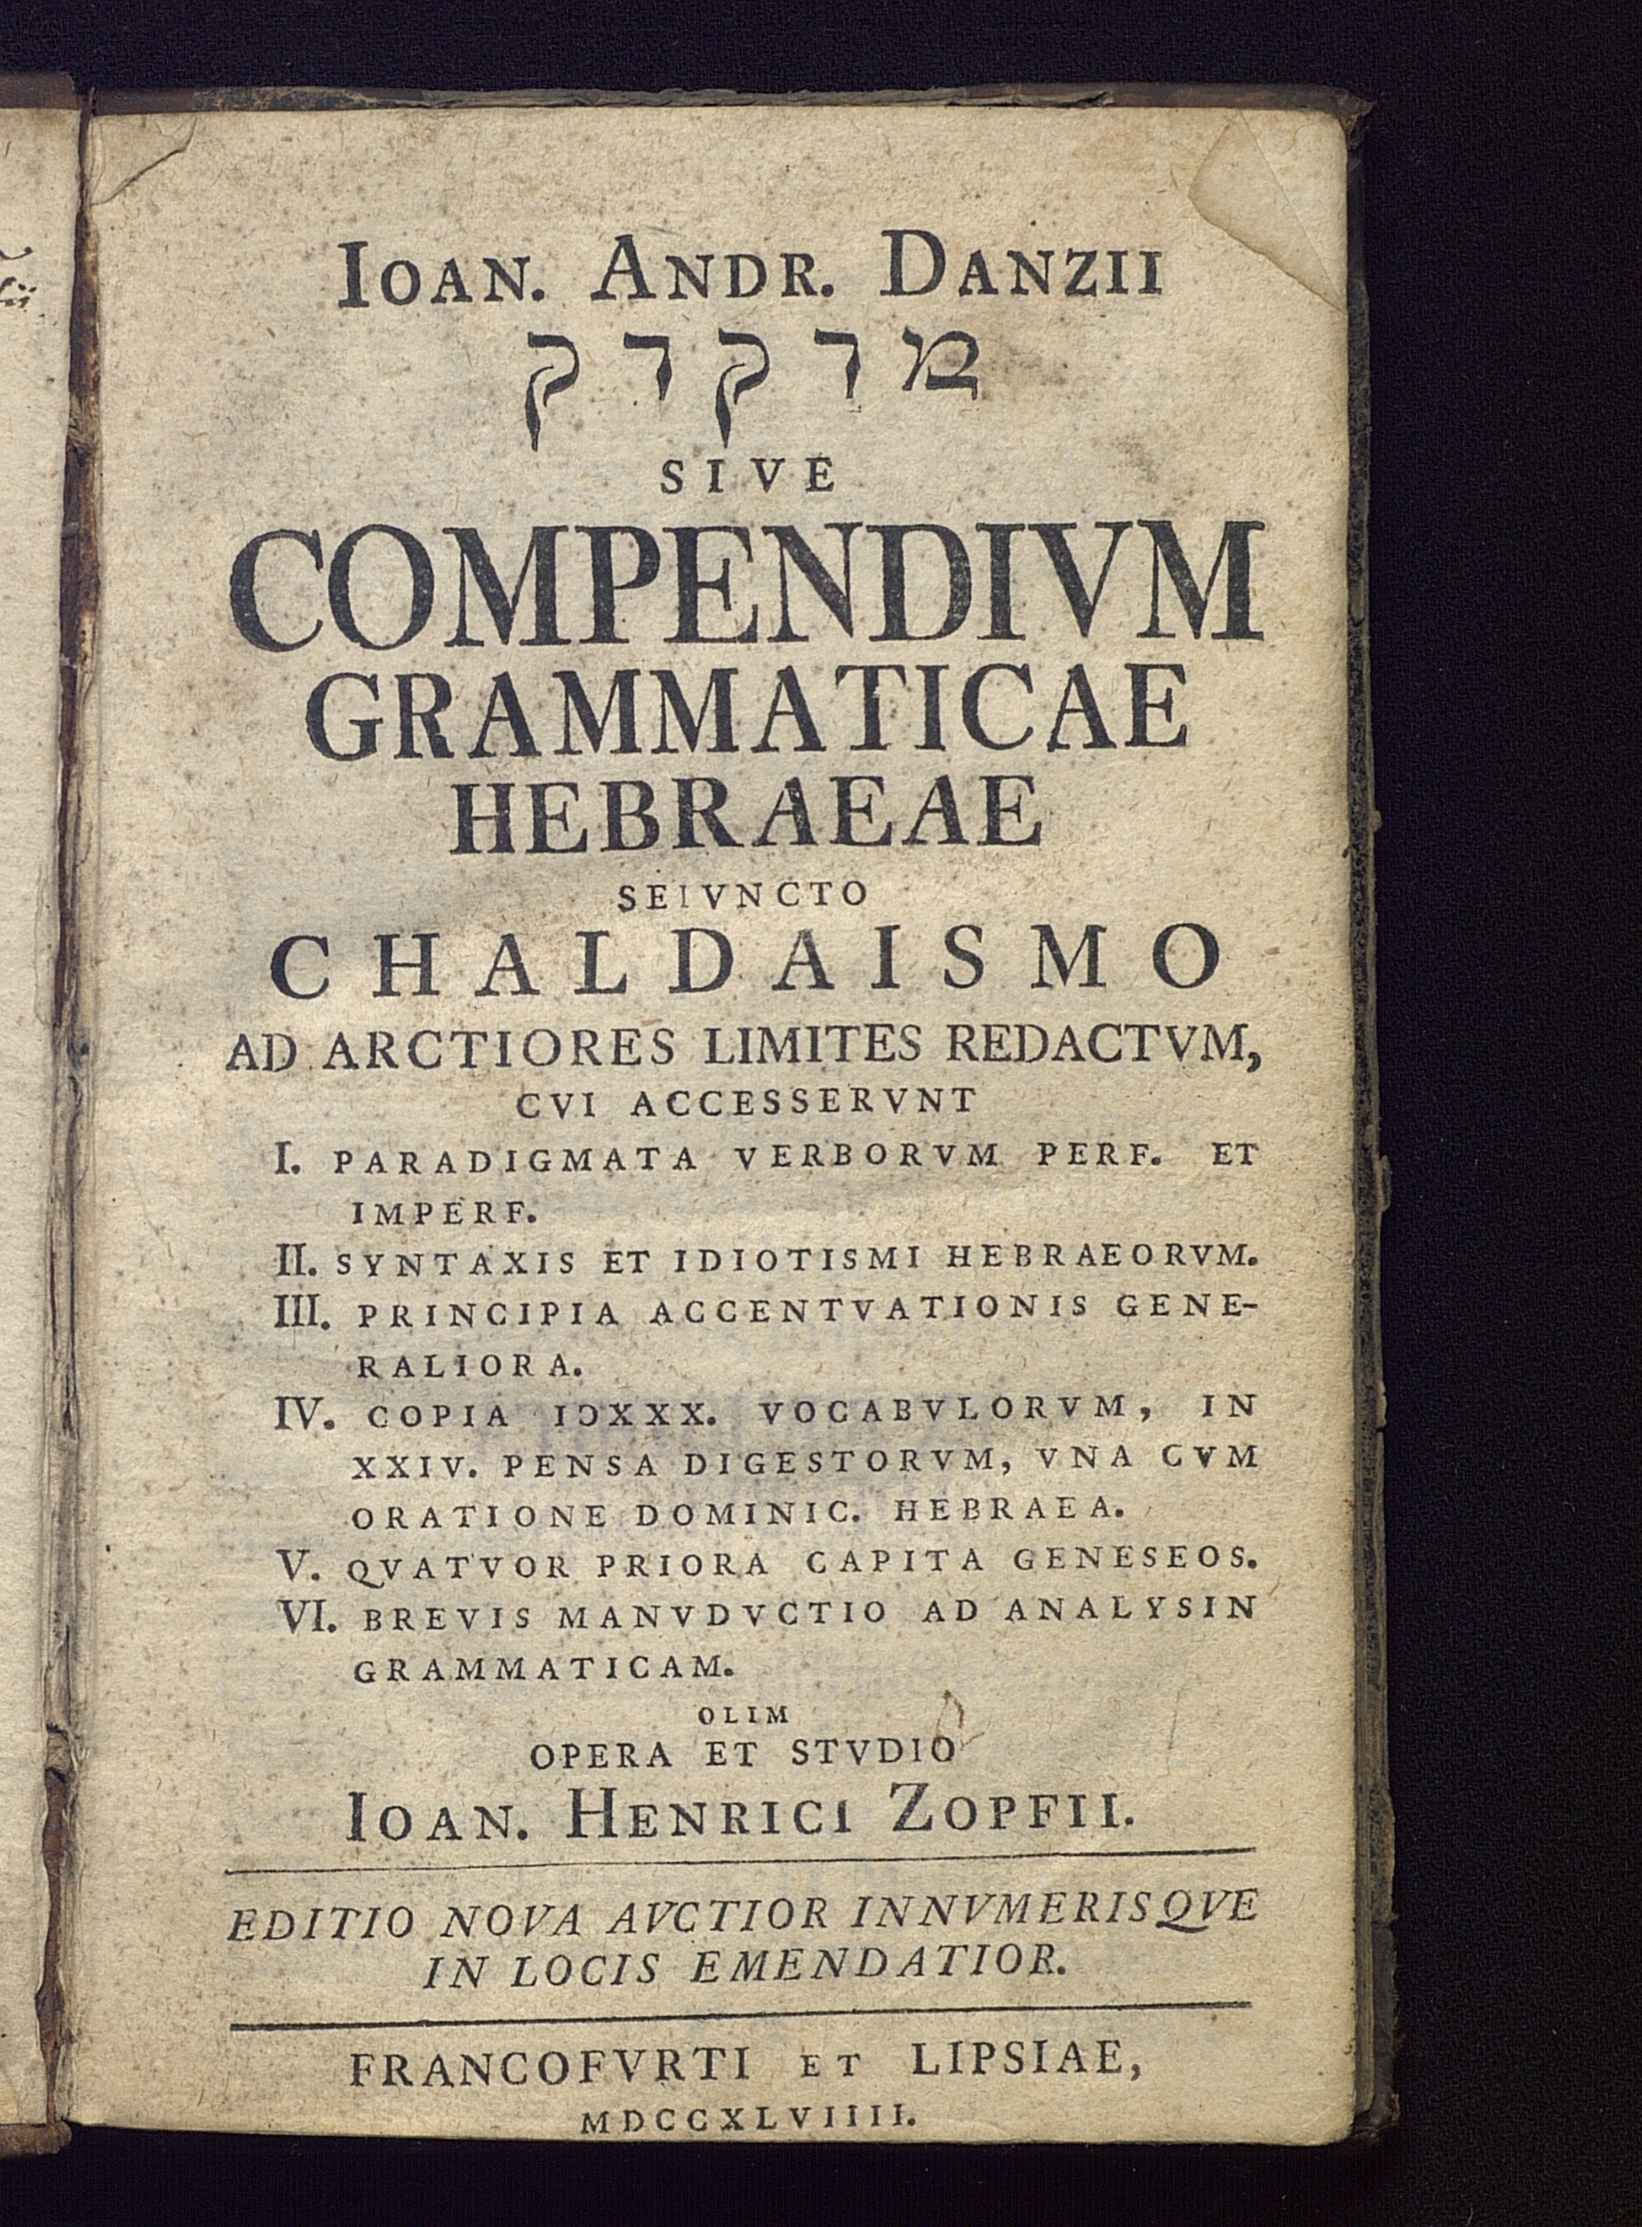 IOAN. ANDR. DANZII
מדקדק
SIVE
COMPENDIVM
GRAMMATICAE
HEBRAEAE
SEIVNCTO
CHALDAISMO
AD ARCTIORES LIMITES REDACTVM,
CVI ACCESSERVNT
I. PARADIGMATA VERBORVM PERF. ET
IMPERF.
II. SYNTAXIS ET IDIOTISMI HEBRAEORVM.
III. PRINCIPIA ACCENTVATIONIS GENE-
RALIORA.
IV. COPIA IƆXXX. VOCABVLORVM, IN
XXIV. PENSA DIGESTORVM, VNA CVM
ORATIONE DOMINIC. HEBRAEA.
V. QVATVOR PRIORA CAPITA GENESEOS.
VI. BREVIS MANVDVCTIO AD ANALYSIN
GRAMMATICAM.
OLIM
OPERA ET STVDIO
IOAN. HENRICI ZOPFII.
EDITIO NOVA AVCTIOR INNVMERISQVE
IN LOCIS EMENDATIOR.
FRANCOFVRTI ET LIPSIAE,
MDCCXLVIIII.